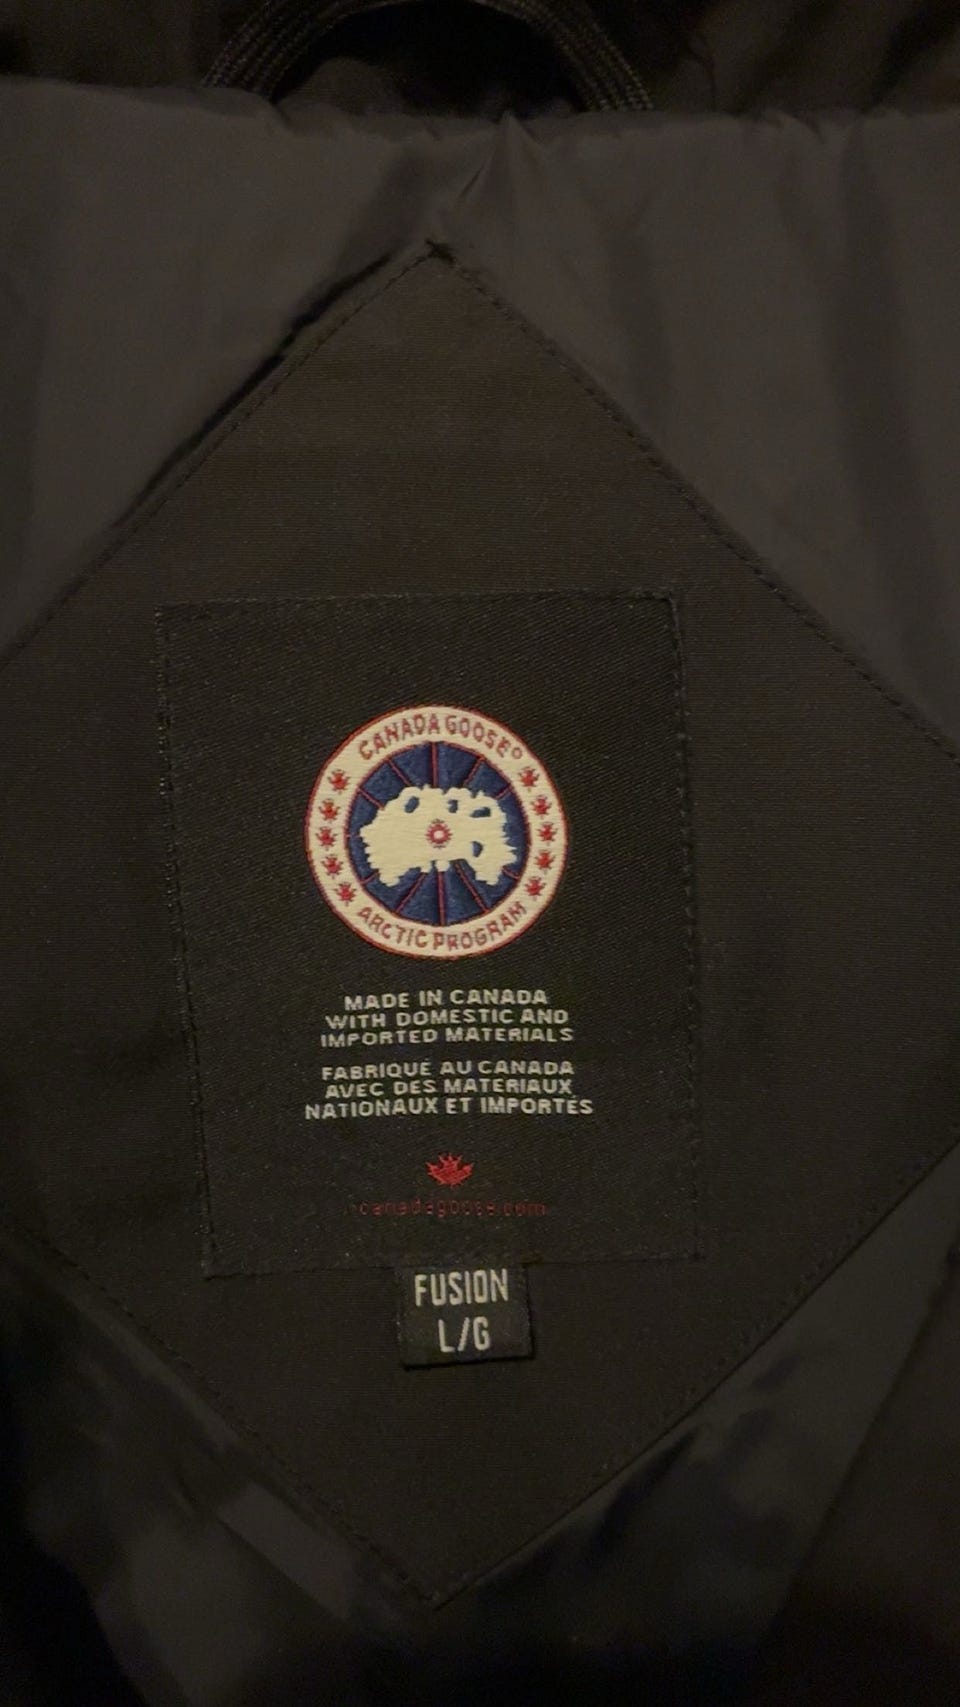 CANADA GOOSE®
ARCTIC PROGRAM
MADE IN CANADA
WITH DOMESTIC AND
IMPORTED MATERIALS
FABRIQUÉ AU CANADA
AVEC DES MATÉRIAUX
NATIONAUX ET IMPORTÉS
canadagoose.com
FUSION
L/G